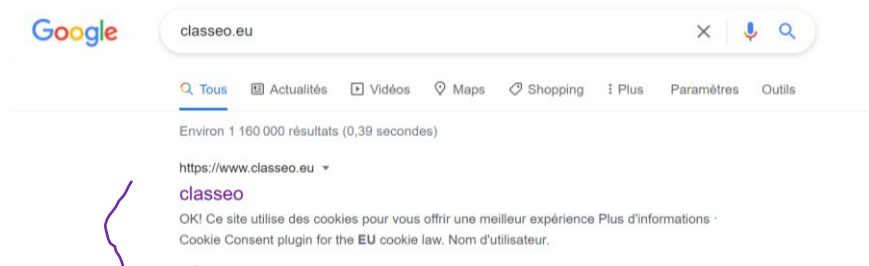 Google
classeo.eu
Tous Actualités Vidéos Maps Shopping Plus Paramètres Outils
Environ 1 160 000 résultats (0,39 secondes)
https://www.classeo.eu
classeo
OK! Ce site utilise des cookies pour vous offrir une meilleur expérience Plus d'informations ·
Cookie Consent plugin for the EU cookie law. Nom d'utilisateur.